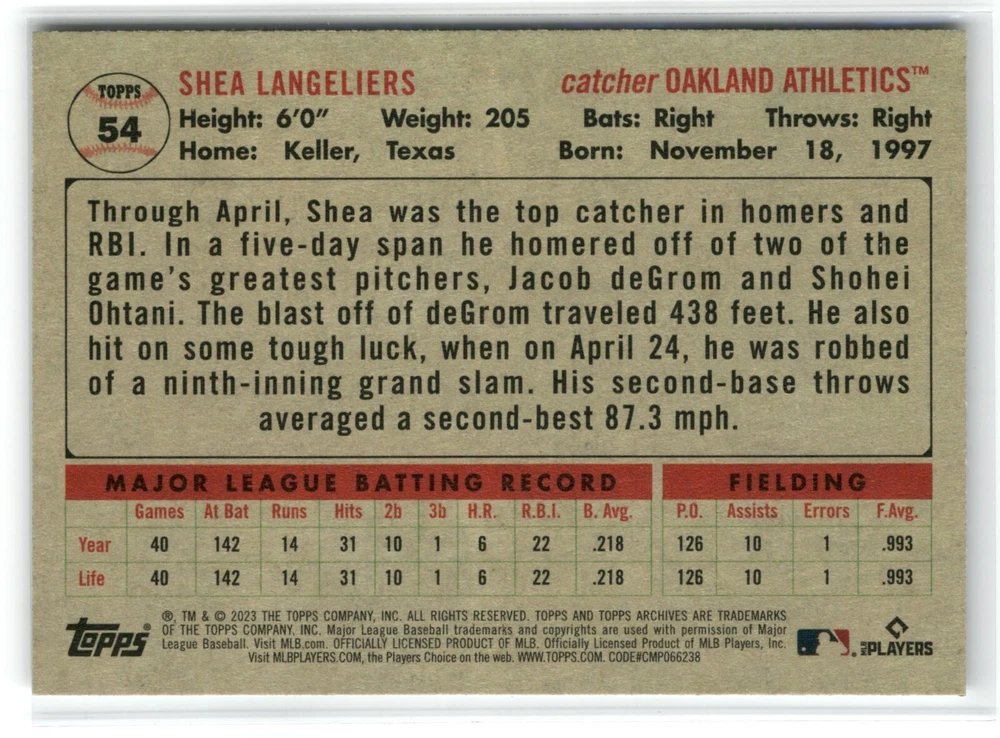 TOPPS
54
SHEA LANGELIERS catcher OAKLAND ATHLETICS™
Height: 6'0" Weight: 205 Bats: Right Throws: Right
Home: Keller, Texas Born: November 18, 1997
Through April, Shea was the top catcher in homers and
RBI. In a five-day span he homered off of two of the
game's greatest pitchers, Jacob deGrom and Shohei
Ohtani. The blast off of deGrom traveled 438 feet. He also
hit on some tough luck, when on April 24, he was robbed
of a ninth-inning grand slam. His second-base throws
averaged a second-best 87.3 mph.
MAJOR LEAGUE BATTING RECORD FIELDING
Games At Bat Runs Hits 2b 3b H.R. R.B.I. B. Avg. P.O. Assists Errors F.Avg.
Year 40 142 14 31 10 1 6 22 .218 126 10 1 .993
Life 40 142 14 31 10 1 6 22 .218 126 10 1 .993
®, TM & © 2023 THE TOPPS COMPANY, INC. ALL RIGHTS RESERVED. TOPPS AND TOPPS ARCHIVES ARE TRADEMARKS
OF THE TOPPS COMPANY, INC. Major League Baseball trademarks and copyrights are used with permission of Major
League Baseball. Visit MLB.com. OFFICIALLY LICENSED PRODUCT OF MLB. Officially Licensed Product of MLB Players, Inc.
Visit MLBPLAYERS.COM, the Players Choice on the web. WWW.TOPPS.COM. CODE#CMP066238
Topps®
MLB PLAYERS